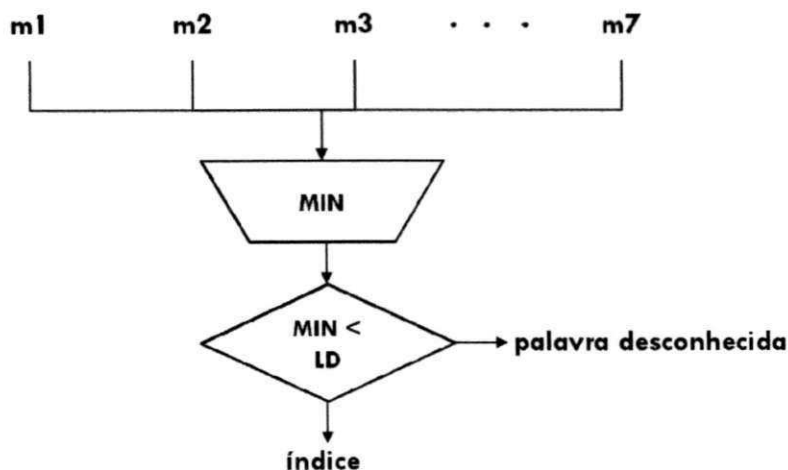 m1 m2 m3 . . . m7
MIN
MIN <
LD
palavra desconhecida
índice